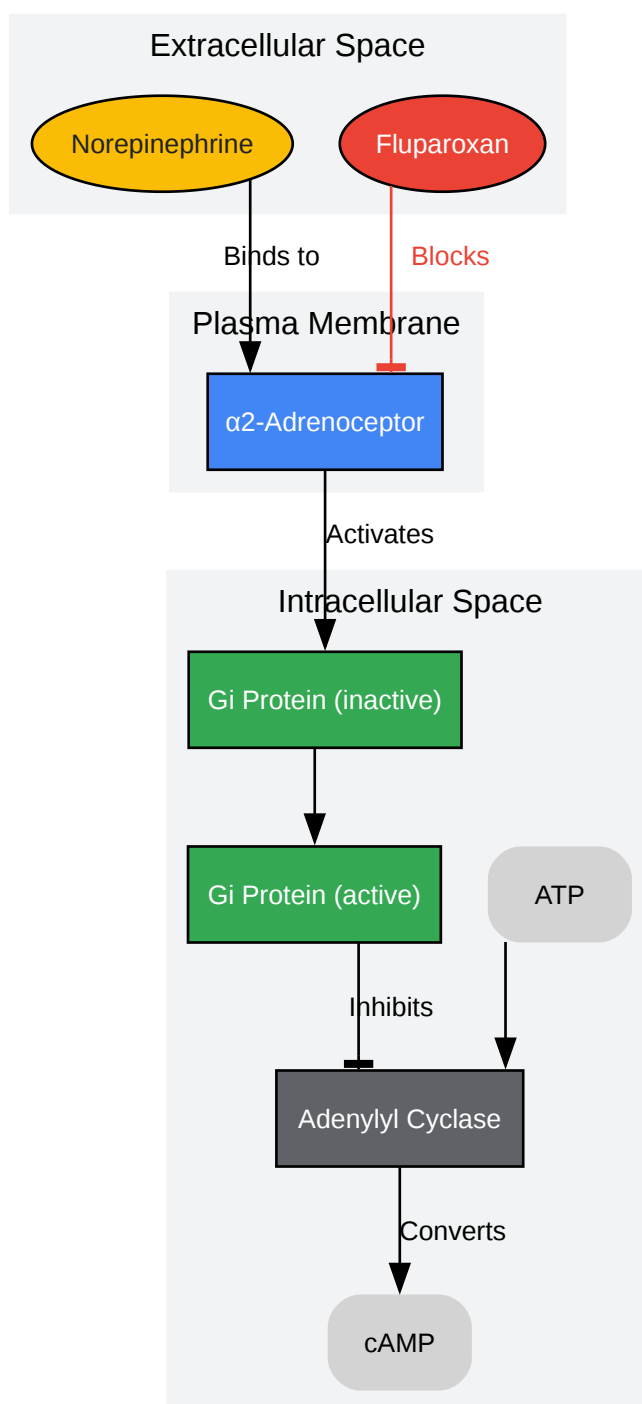 Extracellular Space
Norepinephrine
Fluparoxan
Binds to
Blocks
Plasma Membrane
α2-Adrenoceptor
Activates
Intracellular Space
Gi Protein (inactive)
Gi Protein (active)
ATP
Inhibits
Adenylyl Cyclase
Converts
cAMP